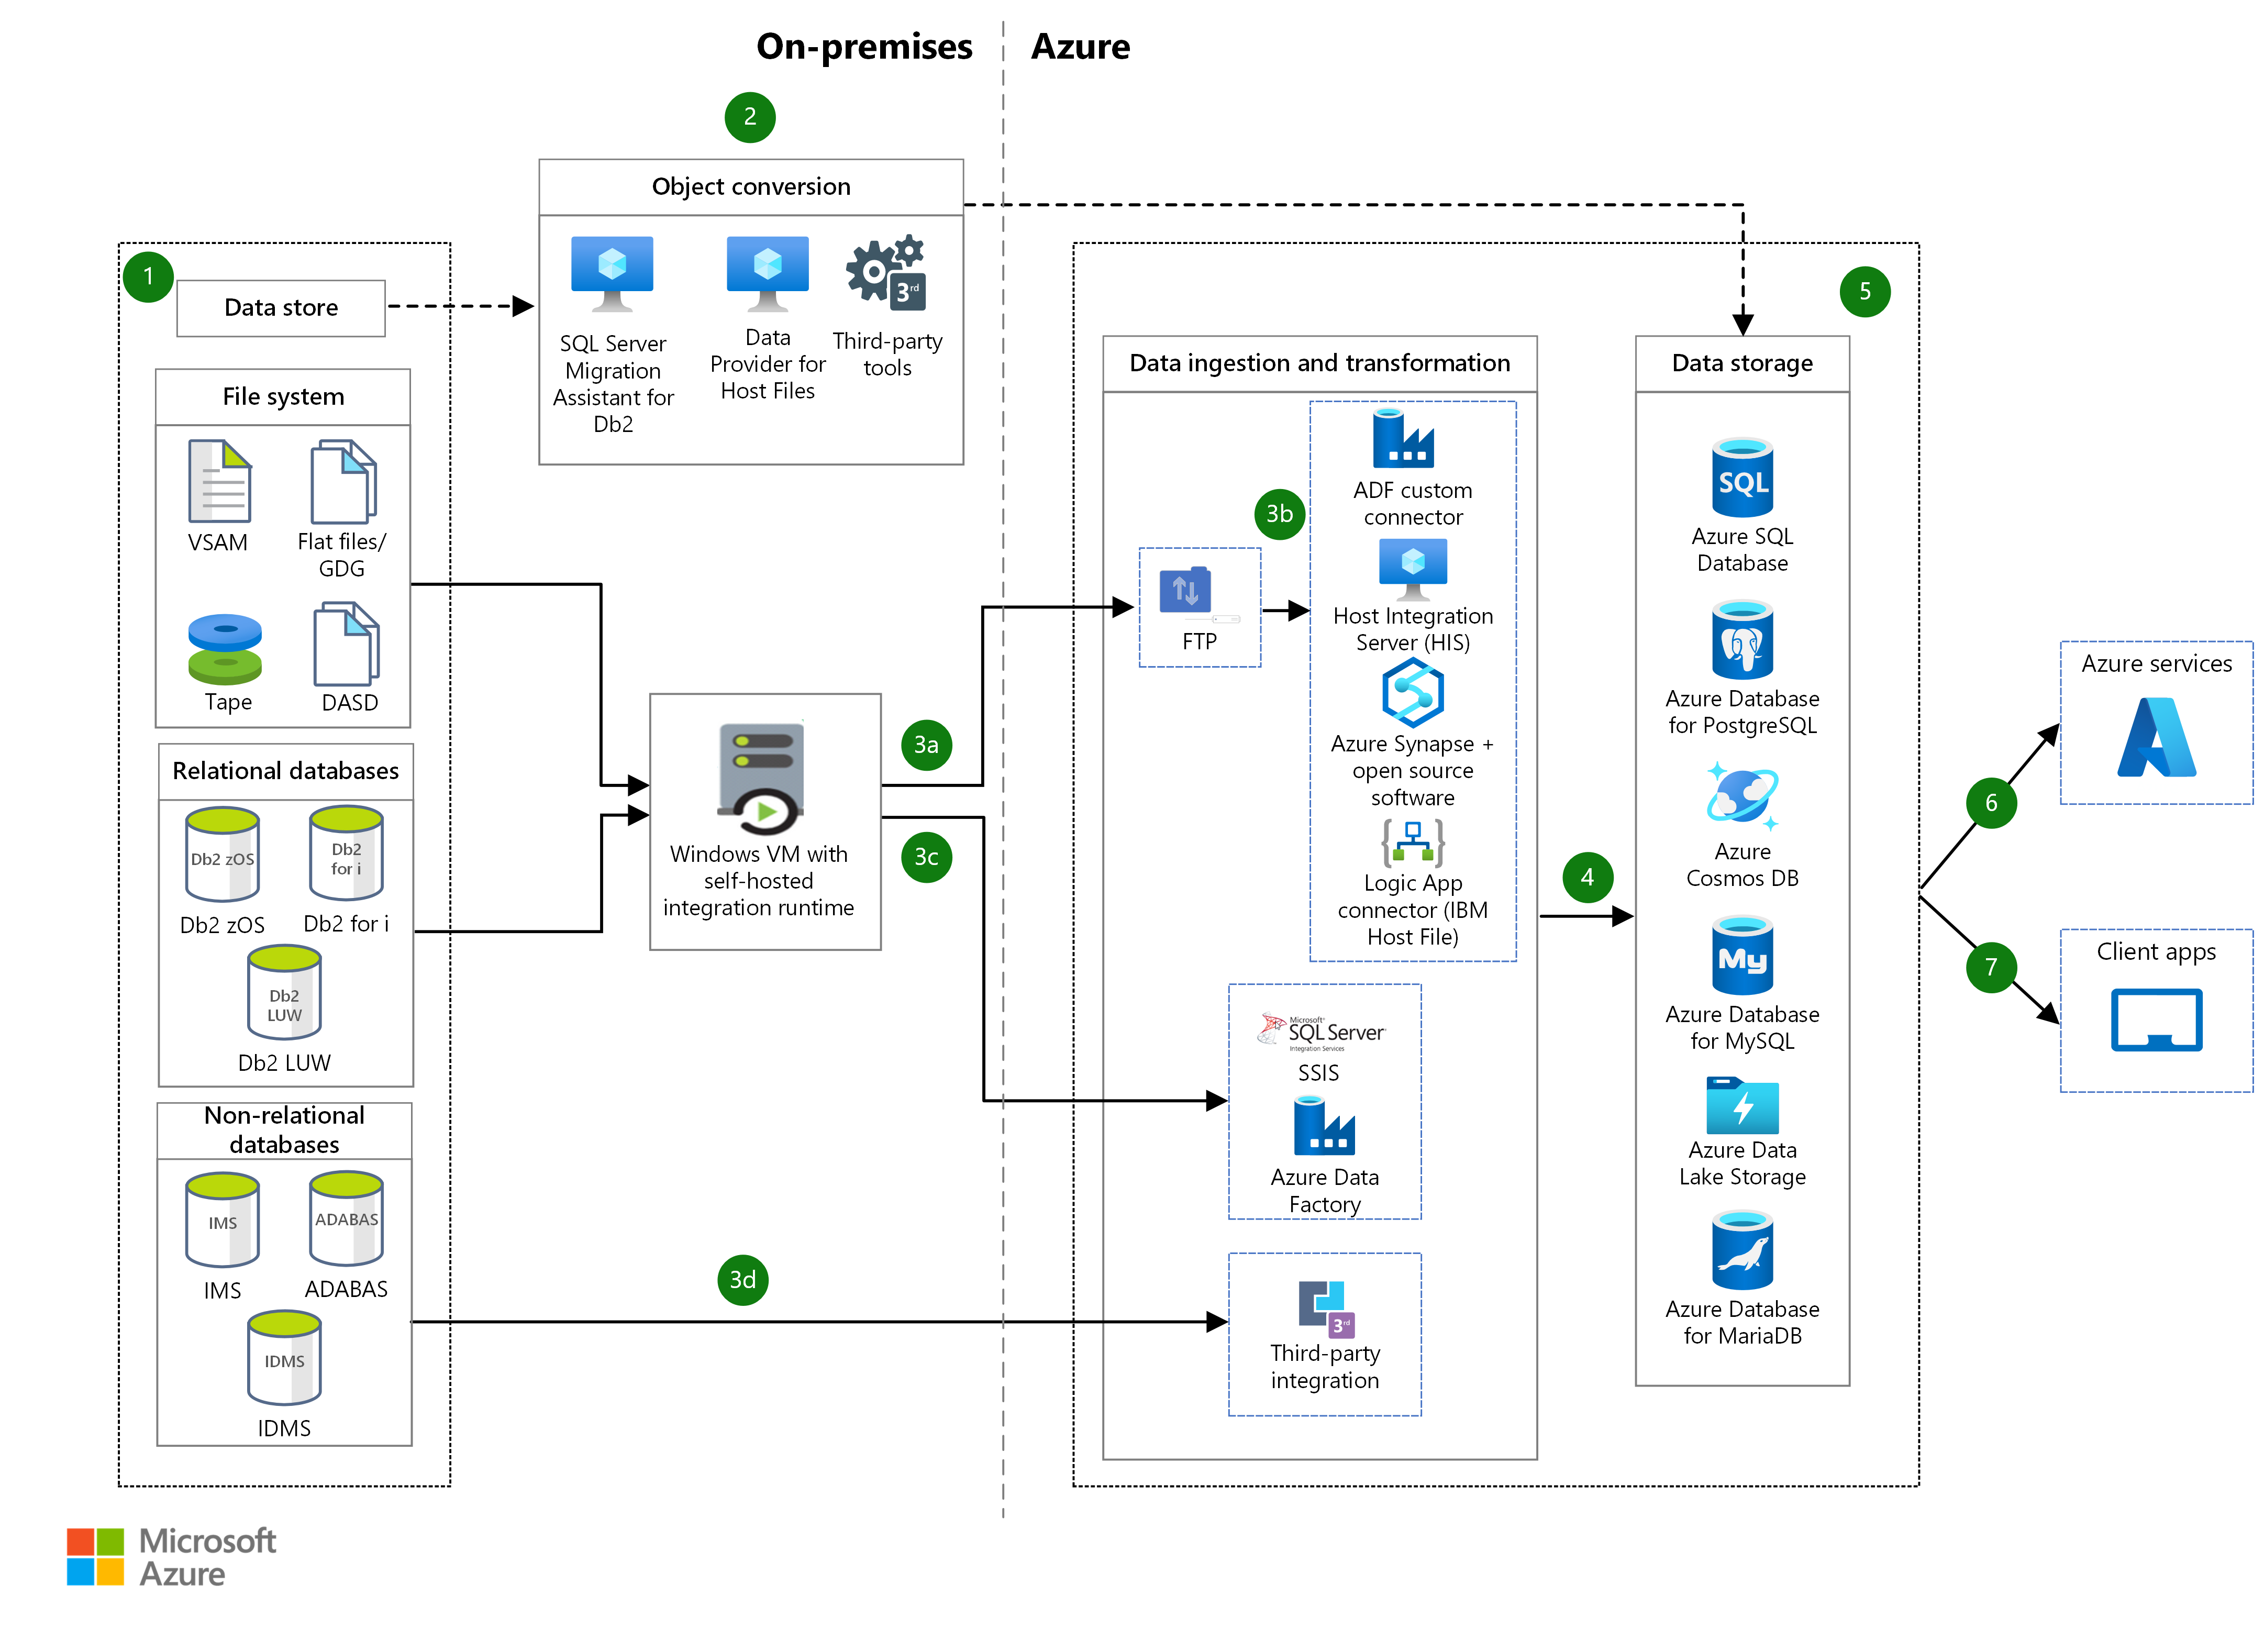 On-premises
Azure
2
Object conversion
SQL Server
Migration
Assistant for
Db2
Data
Provider for
Host Files
3rd
Third-party
tools
1
Data store
File system
VSAM
Flat files/
GDG
Tape
DASD
Relational databases
Db2 zOS
Db2 zOS
Db2
for i
Db2 for i
Db2
LUW
Db2 LUW
Non-relational
databases
IMS
IMS
ADABAS
ADABAS
IDMS
IDMS
Windows VM with
self-hosted
integration runtime
3a
3c
3d
5
Data ingestion and transformation
3b
FTP
ADF custom
connector
Host Integration
Server (HIS)
Azure Synapse +
open source
software
Logic App
connector (IBM
Host File)
Microsoft
SQL Server
Integration Services
SSIS
Azure Data
Factory
3rd
Third-party
integration
4
Data storage
SQL
Azure SQL
Database
Azure Database
for PostgreSQL
Azure
Cosmos DB
My
Azure Database
for MySQL
Azure Data
Lake Storage
Azure Database
for MariaDB
6
Azure services
7
Client apps
Microsoft
Azure